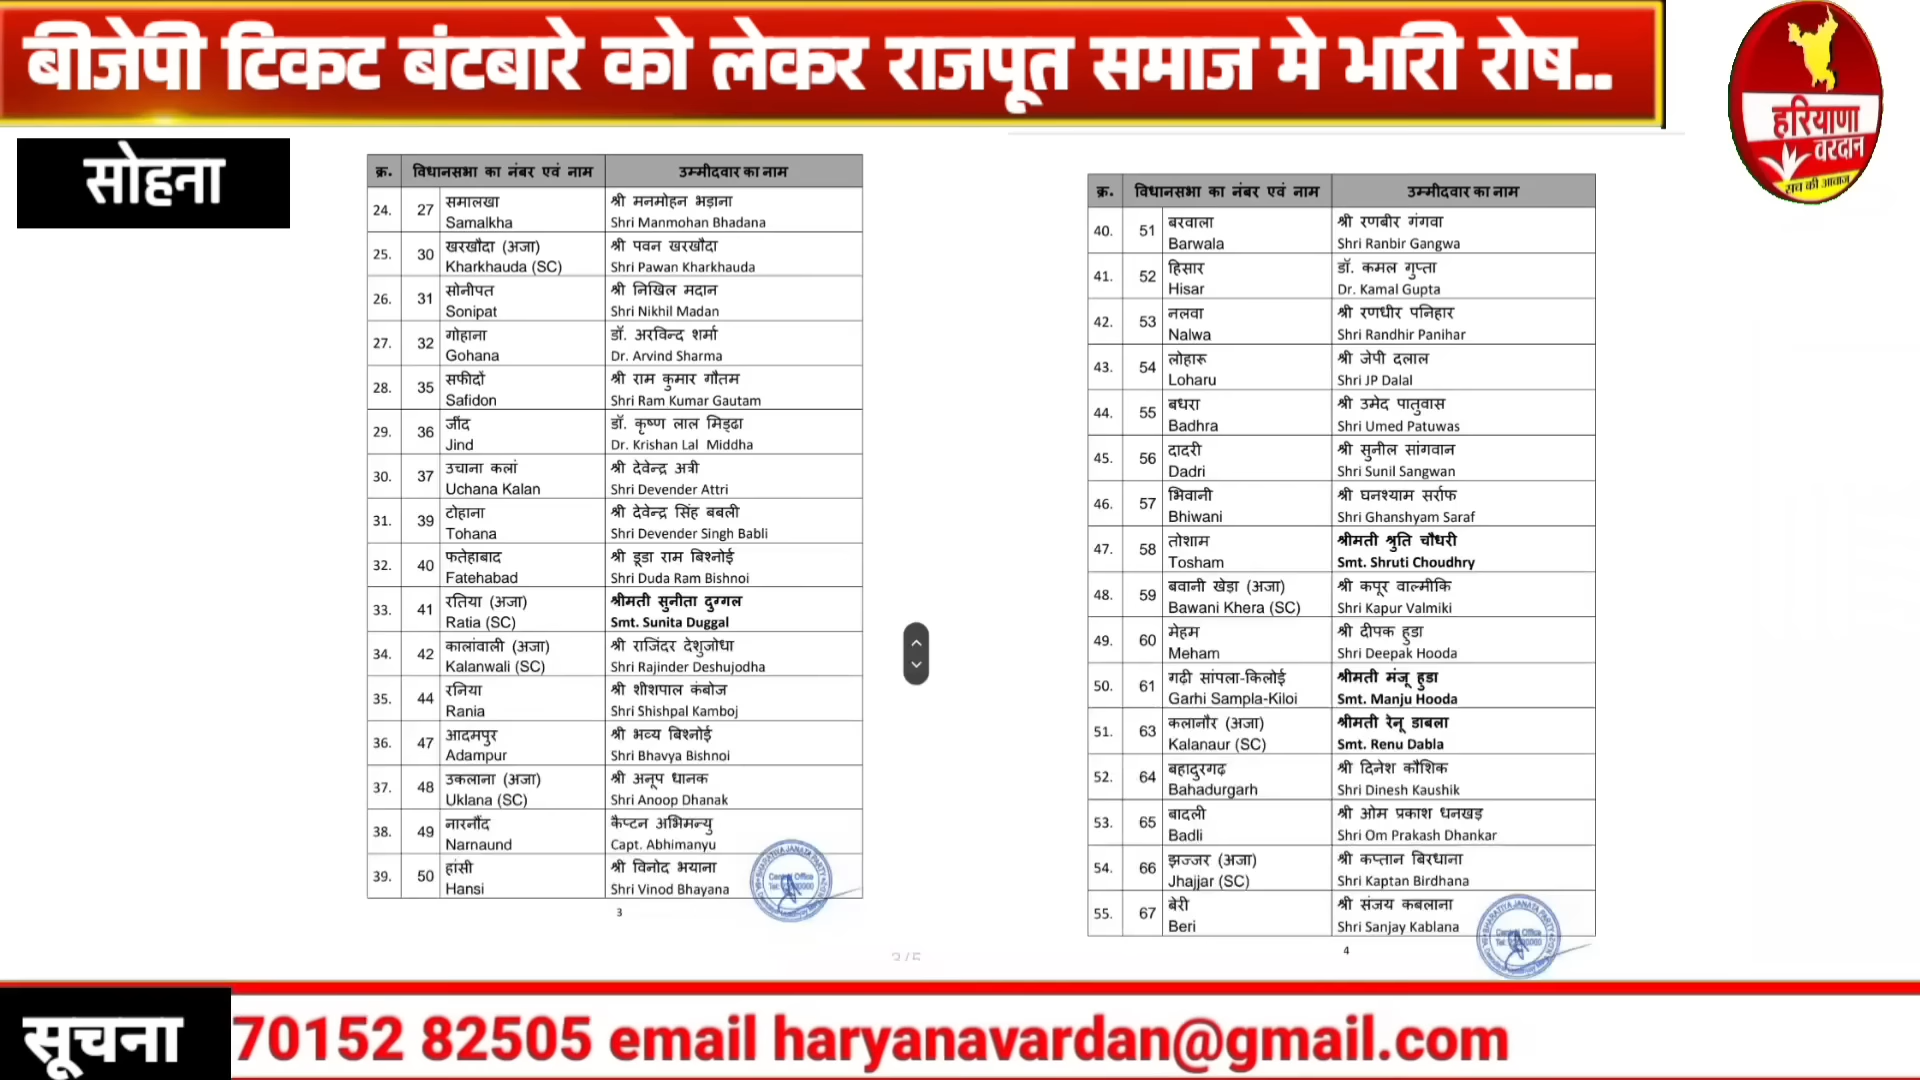 बीजेपी टिकट बंटबारे को लेकर राजपूत समाज मे भारी रोष..
हरियाणा
वरदान
सच की आवाज
सोहना
क्र. विधानसभा का नंबर एवं नाम उम्मीदवार का नाम
24. 27 समालखा श्री मनमोहन भड़ाना
Samalkha Shri Manmohan Bhadana
25. 30 खरखौदा (अजा) श्री पवन खरखौदा
Kharkhauda (SC) Shri Pawan Kharkhauda
26. 31 सोनीपत श्री निखिल मदान
Sonipat Shri Nikhil Madan
27. 32 गोहाना डॉ. अरविन्द शर्मा
Gohana Dr. Arvind Sharma
28. 35 सफीदों श्री राम कुमार गौतम
Safidon Shri Ram Kumar Gautam
29. 36 जींद डॉ. कृष्ण लाल मिड्ढा
Jind Dr. Krishan Lal Middha
30. 37 उचाना कलां श्री देवेन्द्र अत्री
Uchana Kalan Shri Devender Attri
31. 39 टोहाना श्री देवेन्द्र सिंह बबली
Tohana Shri Devender Singh Babli
32. 40 फतेहाबाद श्री डूडा राम बिश्नोई
Fatehabad Shri Duda Ram Bishnoi
33. 41 रतिया (अजा) श्रीमती सुनीता दुग्गल
Ratia (SC) Smt. Sunita Duggal
34. 42 कालांवाली (अजा) श्री राजिंदर देशुजोधा
Kalanwali (SC) Shri Rajinder Deshujodha
35. 44 रनिया श्री शीशपाल कंबोज
Rania Shri Shishpal Kamboj
36. 47 आदमपुर श्री भव्य बिश्नोई
Adampur Shri Bhavya Bishnoi
37. 48 उकलाना (अजा) श्री अनूप धानक
Uklana (SC) Shri Anoop Dhanak
38. 49 नारनौंद कैप्टन अभिमन्यु
Narnaund Capt. Abhimanyu
39. 50 हांसी श्री विनोद भयाना
Hansi Shri Vinod Bhayana
3
क्र. विधानसभा का नंबर एवं नाम उम्मीदवार का नाम
40. 51 बरवाला श्री रणबीर गंगवा
Barwala Shri Ranbir Gangwa
41. 52 हिसार डॉ. कमल गुप्ता
Hisar Dr. Kamal Gupta
42. 53 नलवा श्री रणधीर पनिहार
Nalwa Shri Randhir Panihar
43. 54 लोहारू श्री जेपी दलाल
Loharu Shri JP Dalal
44. 55 बधरा श्री उमेद पातुवास
Badhra Shri Umed Patuwas
45. 56 दादरी श्री सुनील सांगवान
Dadri Shri Sunil Sangwan
46. 57 भिवानी श्री घनश्याम सर्राफ
Bhiwani Shri Ghanshyam Saraf
47. 58 तोशाम श्रीमती श्रुति चौधरी
Tosham Smt. Shruti Choudhry
48. 59 बवानी खेड़ा (अजा) श्री कपूर वाल्मीकि
Bawani Khera (SC) Shri Kapur Valmiki
49. 60 मेहम श्री दीपक हुडा
Meham Shri Deepak Hooda
50. 61 गढ़ी सांपला-किलोई श्रीमती मंजू हुडा
Garhi Sampla-Kiloi Smt. Manju Hooda
51. 63 कलानौर (अजा) श्रीमती रेनू डाबला
Kalanaur (SC) Smt. Renu Dabla
52. 64 बहादुरगढ़ श्री दिनेश कौशिक
Bahadurgarh Shri Dinesh Kaushik
53. 65 बादली श्री ओम प्रकाश धनखड़
Badli Shri Om Prakash Dhankar
54. 66 झज्जर (अजा) श्री कप्तान बिरधाना
Jhajjar (SC) Shri Kaptan Birdhana
55. 67 बेरी श्री संजय कबलाना
Beri Shri Sanjay Kablana
4
3/5
सूचना
70152 82505 email haryanavardan@gmail.com